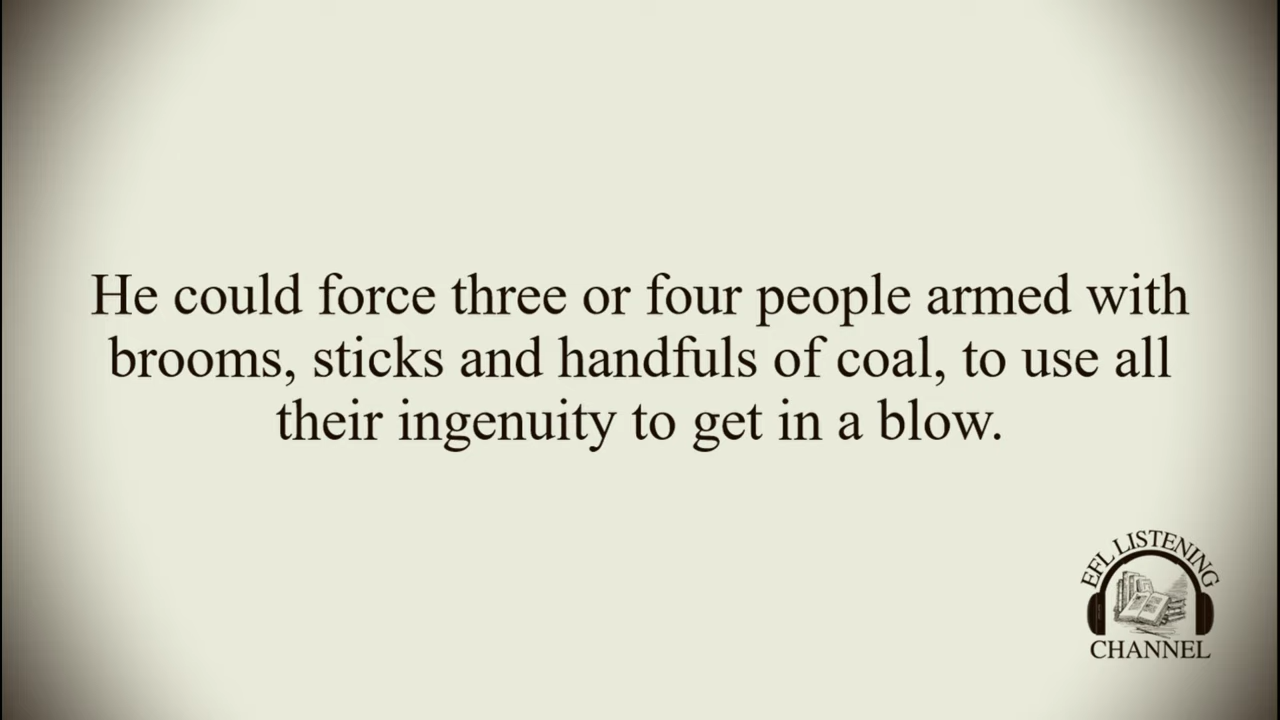 He could force three or four people armed with
brooms, sticks and handfuls of coal, to use all
their ingenuity to get in a blow.
EFL LISTENING
CHANNEL